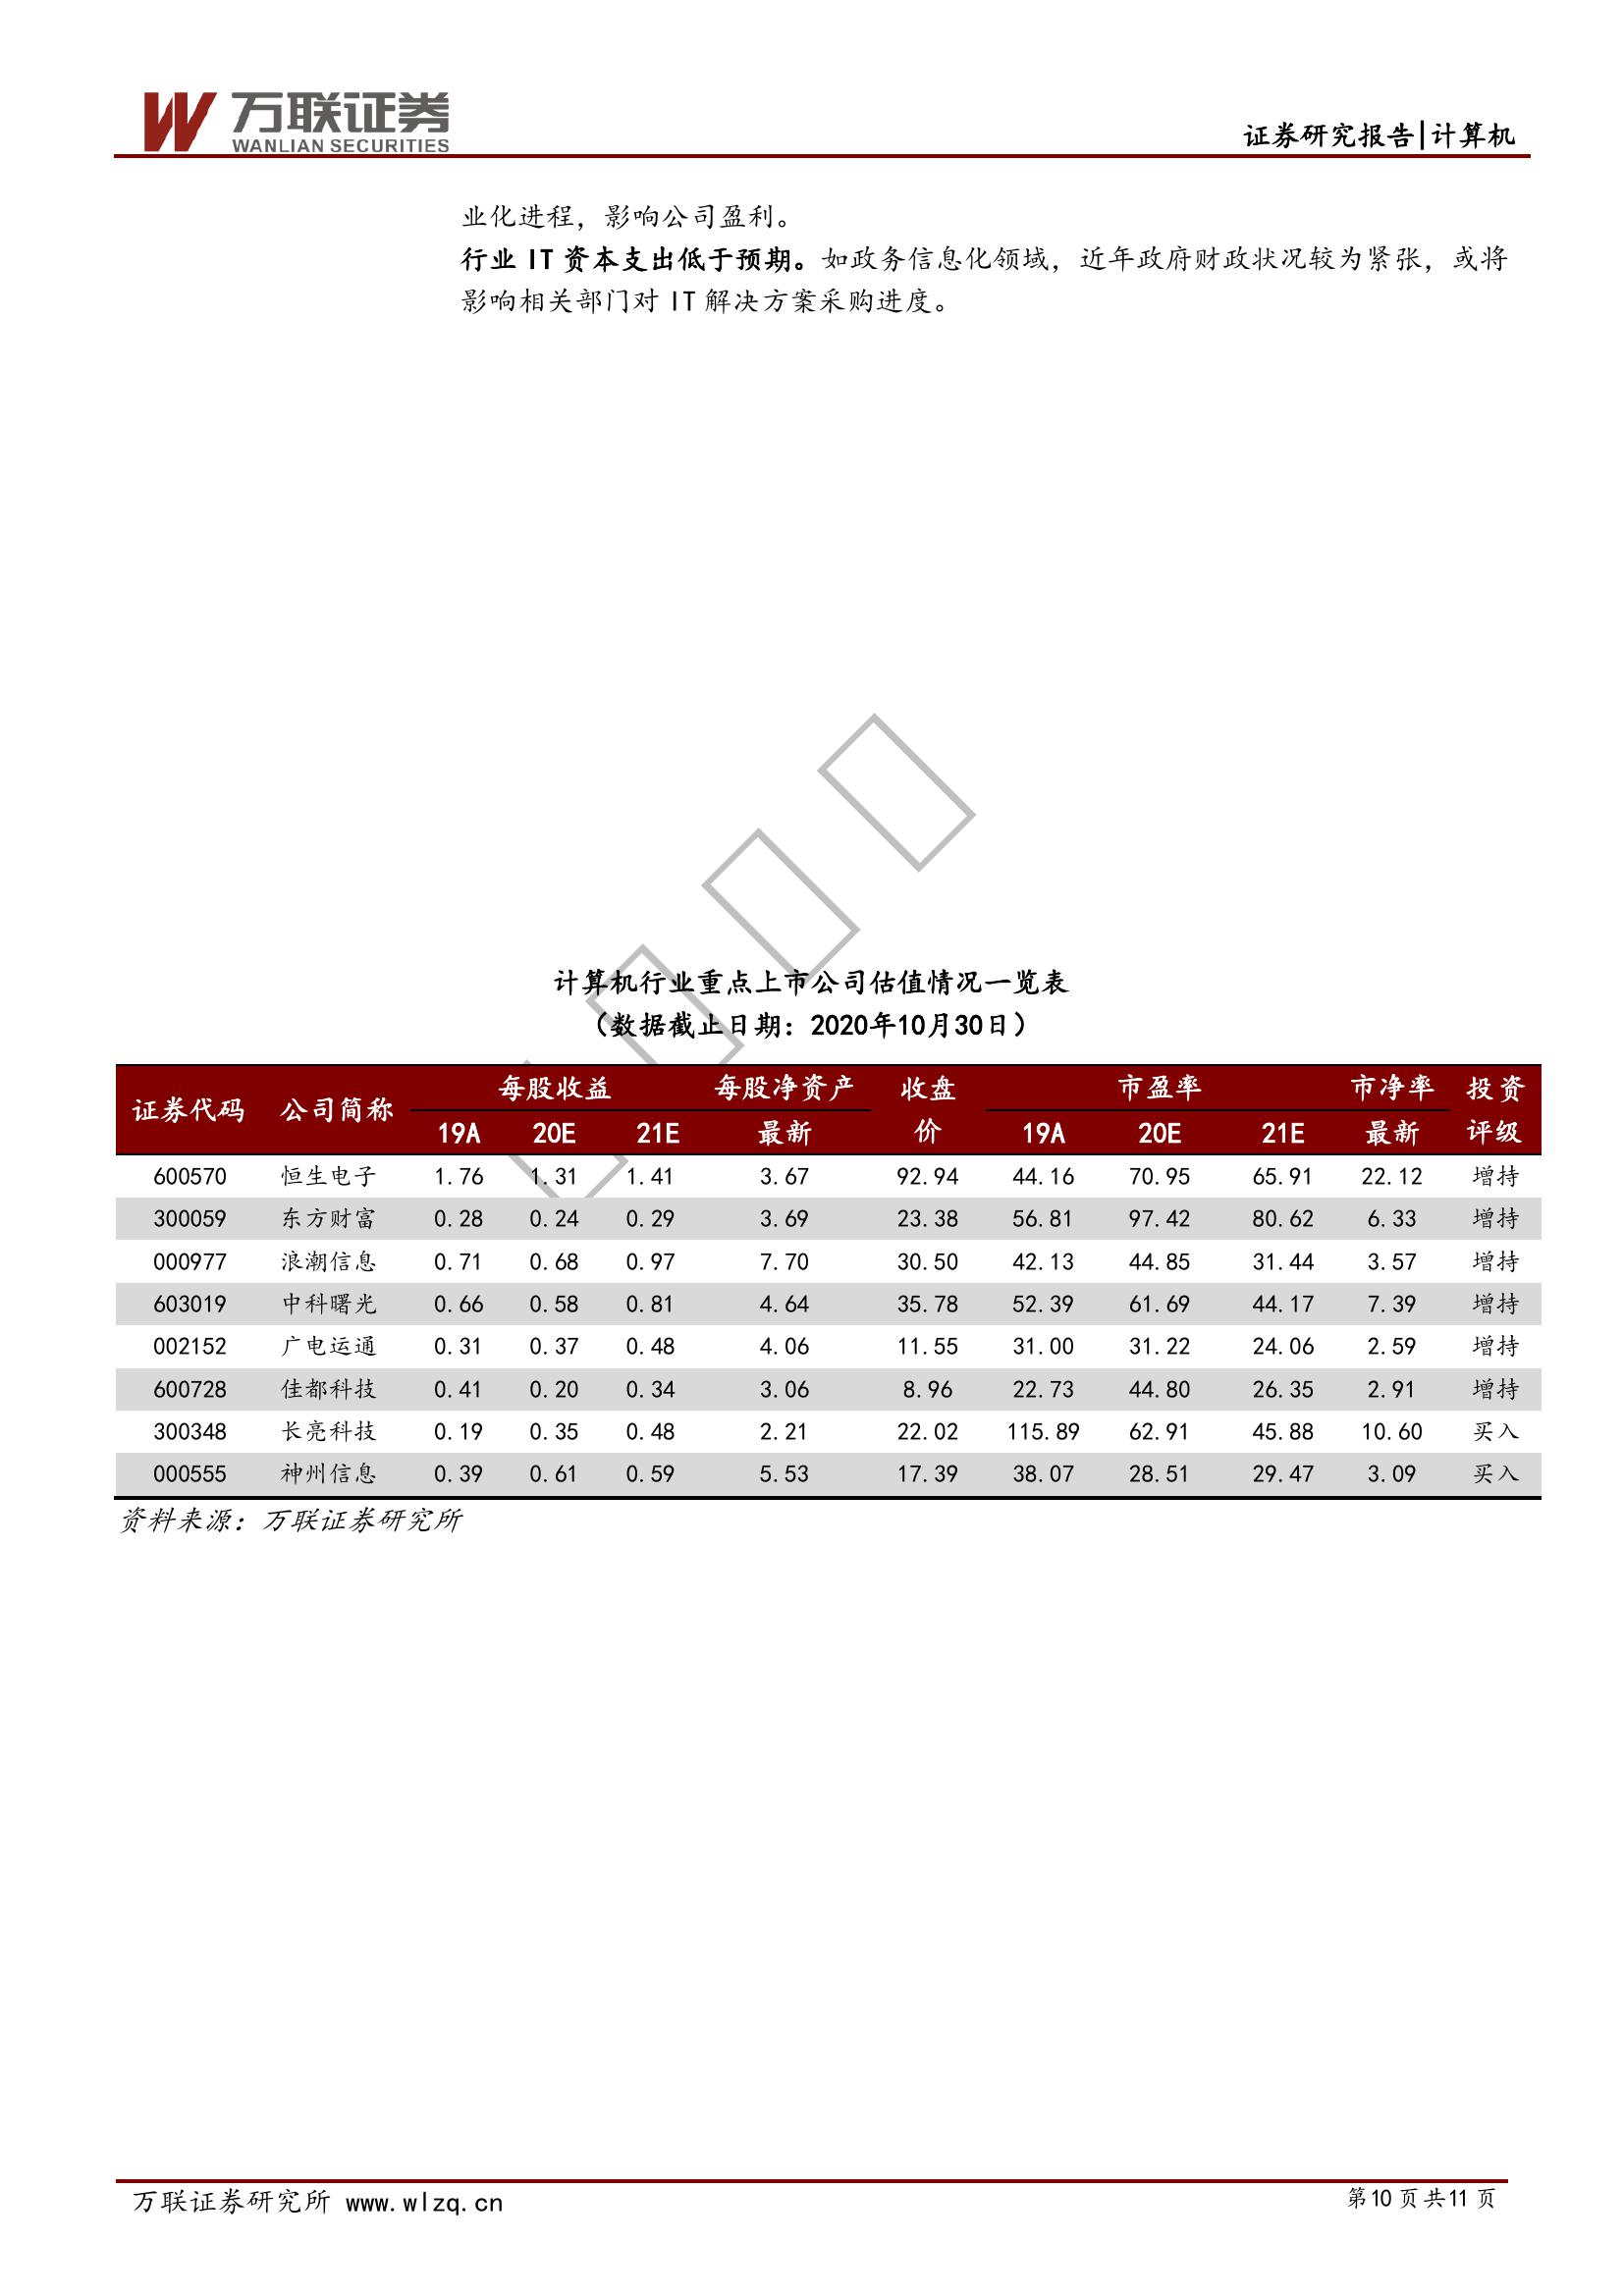 万联证券
WANLIAN SECURITIES
证券研究报告|计算机
业化进程，影响公司盈利。
行业 IT 资本支出低于预期。如政务信息化领域，近年政府财政状况较为紧张，或将
影响相关部门对 IT 解决方案采购进度。
计算机行业重点上市公司估值情况一览表
（数据截止日期：2020年10月30日）
证券代码 公司简称 每股收益 每股净资产 收盘价 市盈率 市净率 投资评级
19A 20E 21E 最新 19A 20E 21E 最新
600570 恒生电子 1.76 1.31 1.41 3.67 92.94 44.16 70.95 65.91 22.12 增持
300059 东方财富 0.28 0.24 0.29 3.69 23.38 56.81 97.42 80.62 6.33 增持
000977 浪潮信息 0.71 0.68 0.97 7.70 30.50 42.13 44.85 31.44 3.57 增持
603019 中科曙光 0.66 0.58 0.81 4.64 35.78 52.39 61.69 44.17 7.39 增持
002152 广电运通 0.31 0.37 0.48 4.06 11.55 31.00 31.22 24.06 2.59 增持
600728 佳都科技 0.41 0.20 0.34 3.06 8.96 22.73 44.80 26.35 2.91 增持
300348 长亮科技 0.19 0.35 0.48 2.21 22.02 115.89 62.91 45.88 10.60 买入
000555 神州信息 0.39 0.61 0.59 5.53 17.39 38.07 28.51 29.47 3.09 买入
资料来源：万联证券研究所
万联证券研究所 www.wlzq.cn
第10页共11页